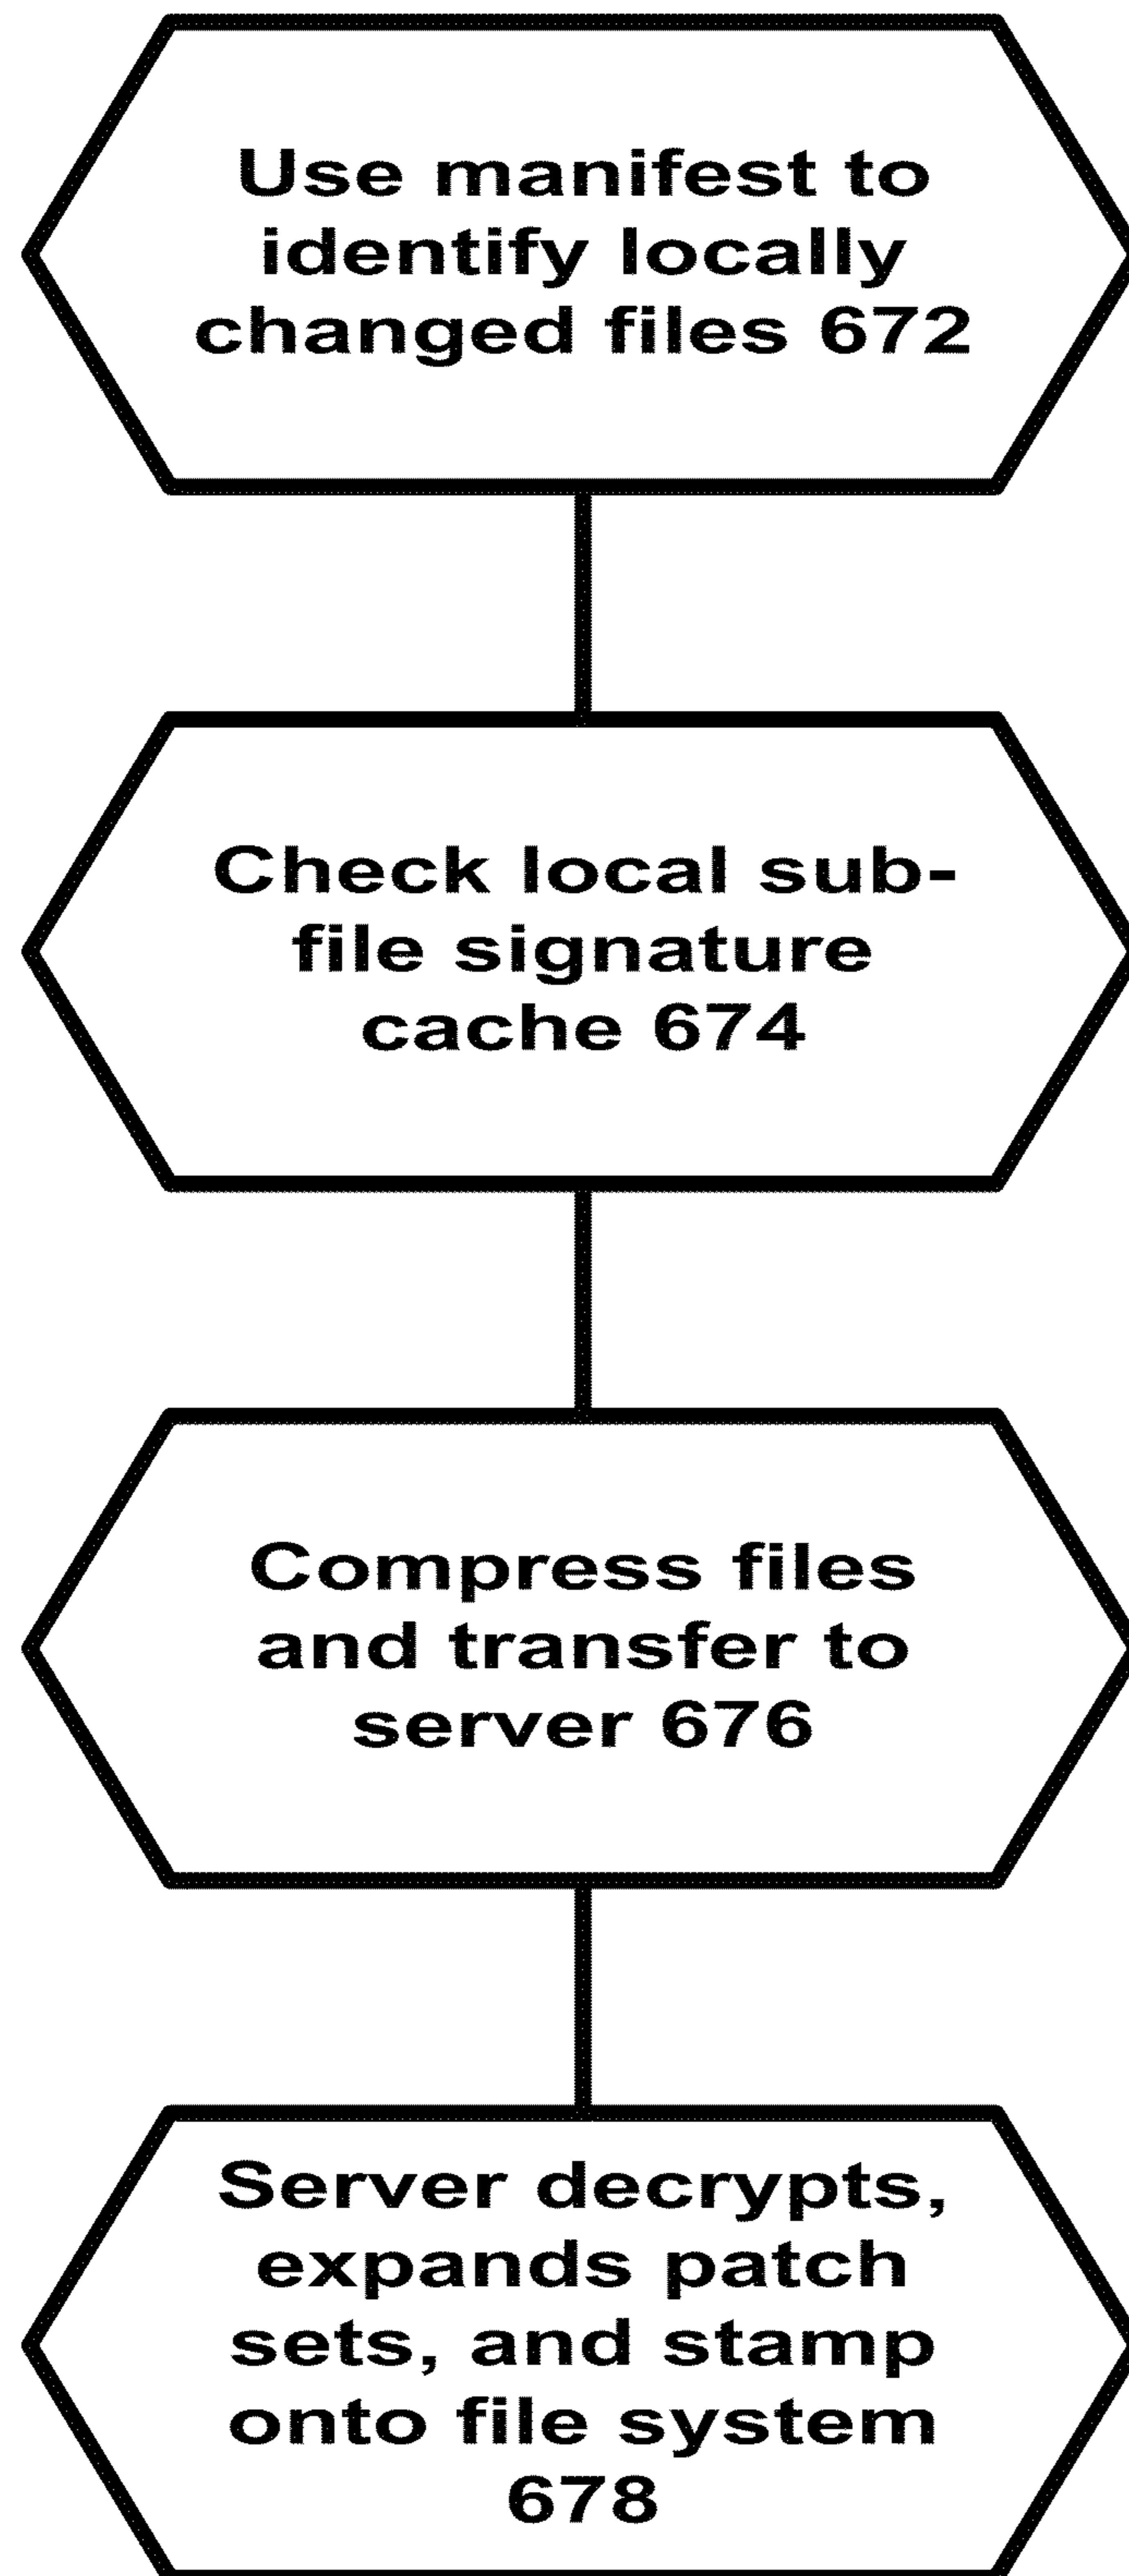 Use manifest to
identify locally
changed files 672
Check local sub-
file signature
cache 674
Compress files
and transfer to
server 676
Server decrypts,
expands patch
sets, and stamp
onto file system
678